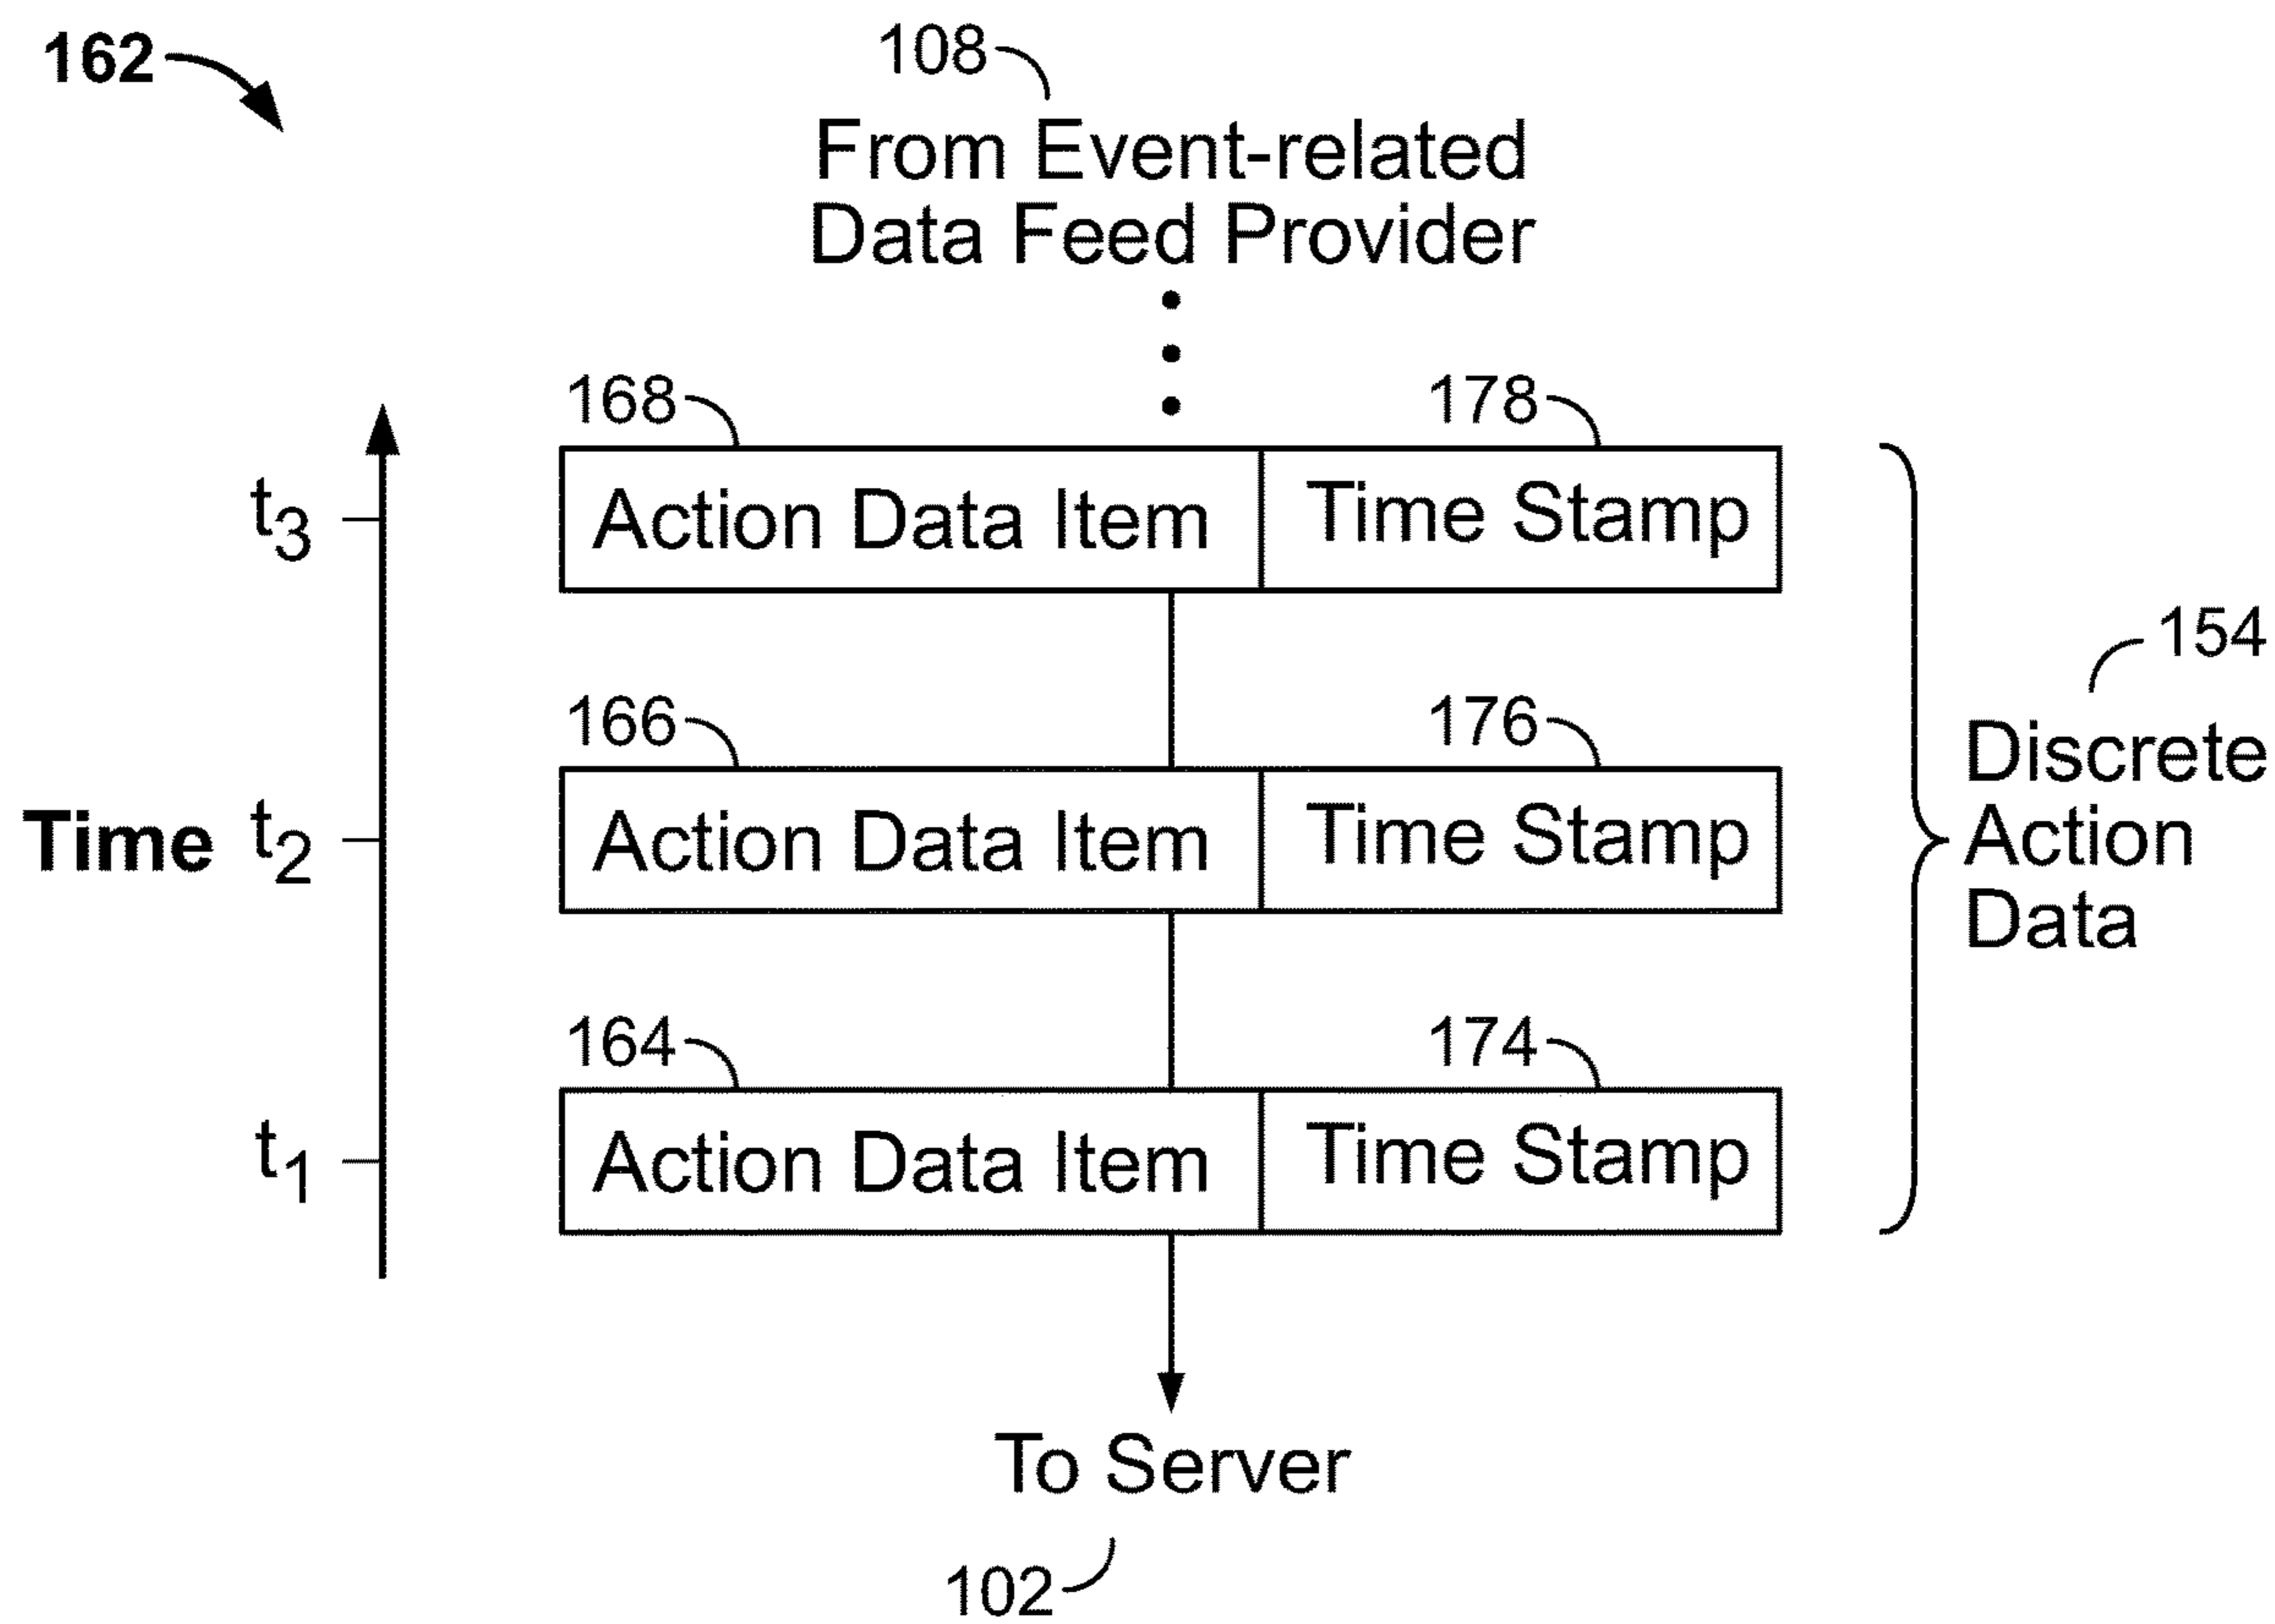 162
108
From Event-related
Data Feed Provider
168
178
t3
Action Data Item
Time Stamp
154
166
176
Discrete
Action
Data
Time
t2
Action Data Item
Time Stamp
164
174
t1
Action Data Item
Time Stamp
To Server
102